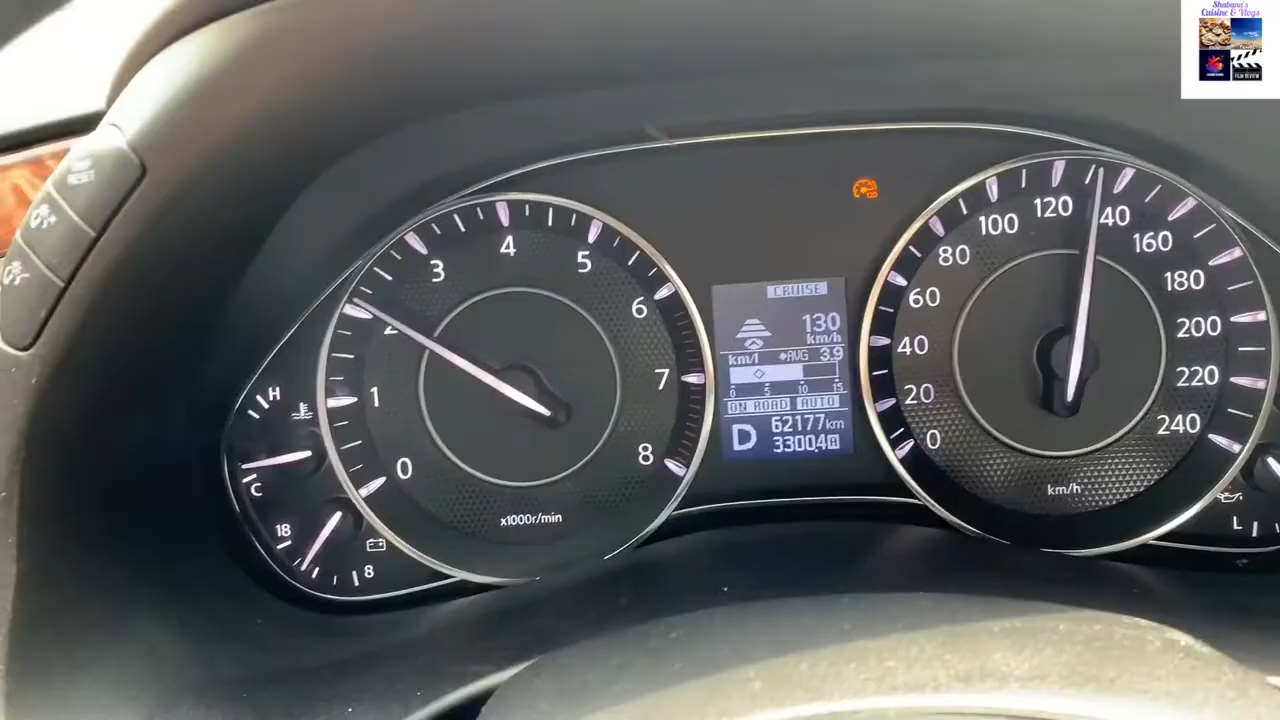 Shabana's
Cuisine & Vlogs
FILM REVIEW
RESET
120
CRUISE
130
km/h
km/l ◆AVG 3.9
0 5 10 15
ON ROAD AUTO
D 62177km
3300.4 A
0
1
2
3
4
5
6
7
8
x1000r/min
H
C
18
8
0
20
40
60
80
100
120
140
160
180
200
220
240
km/h
L